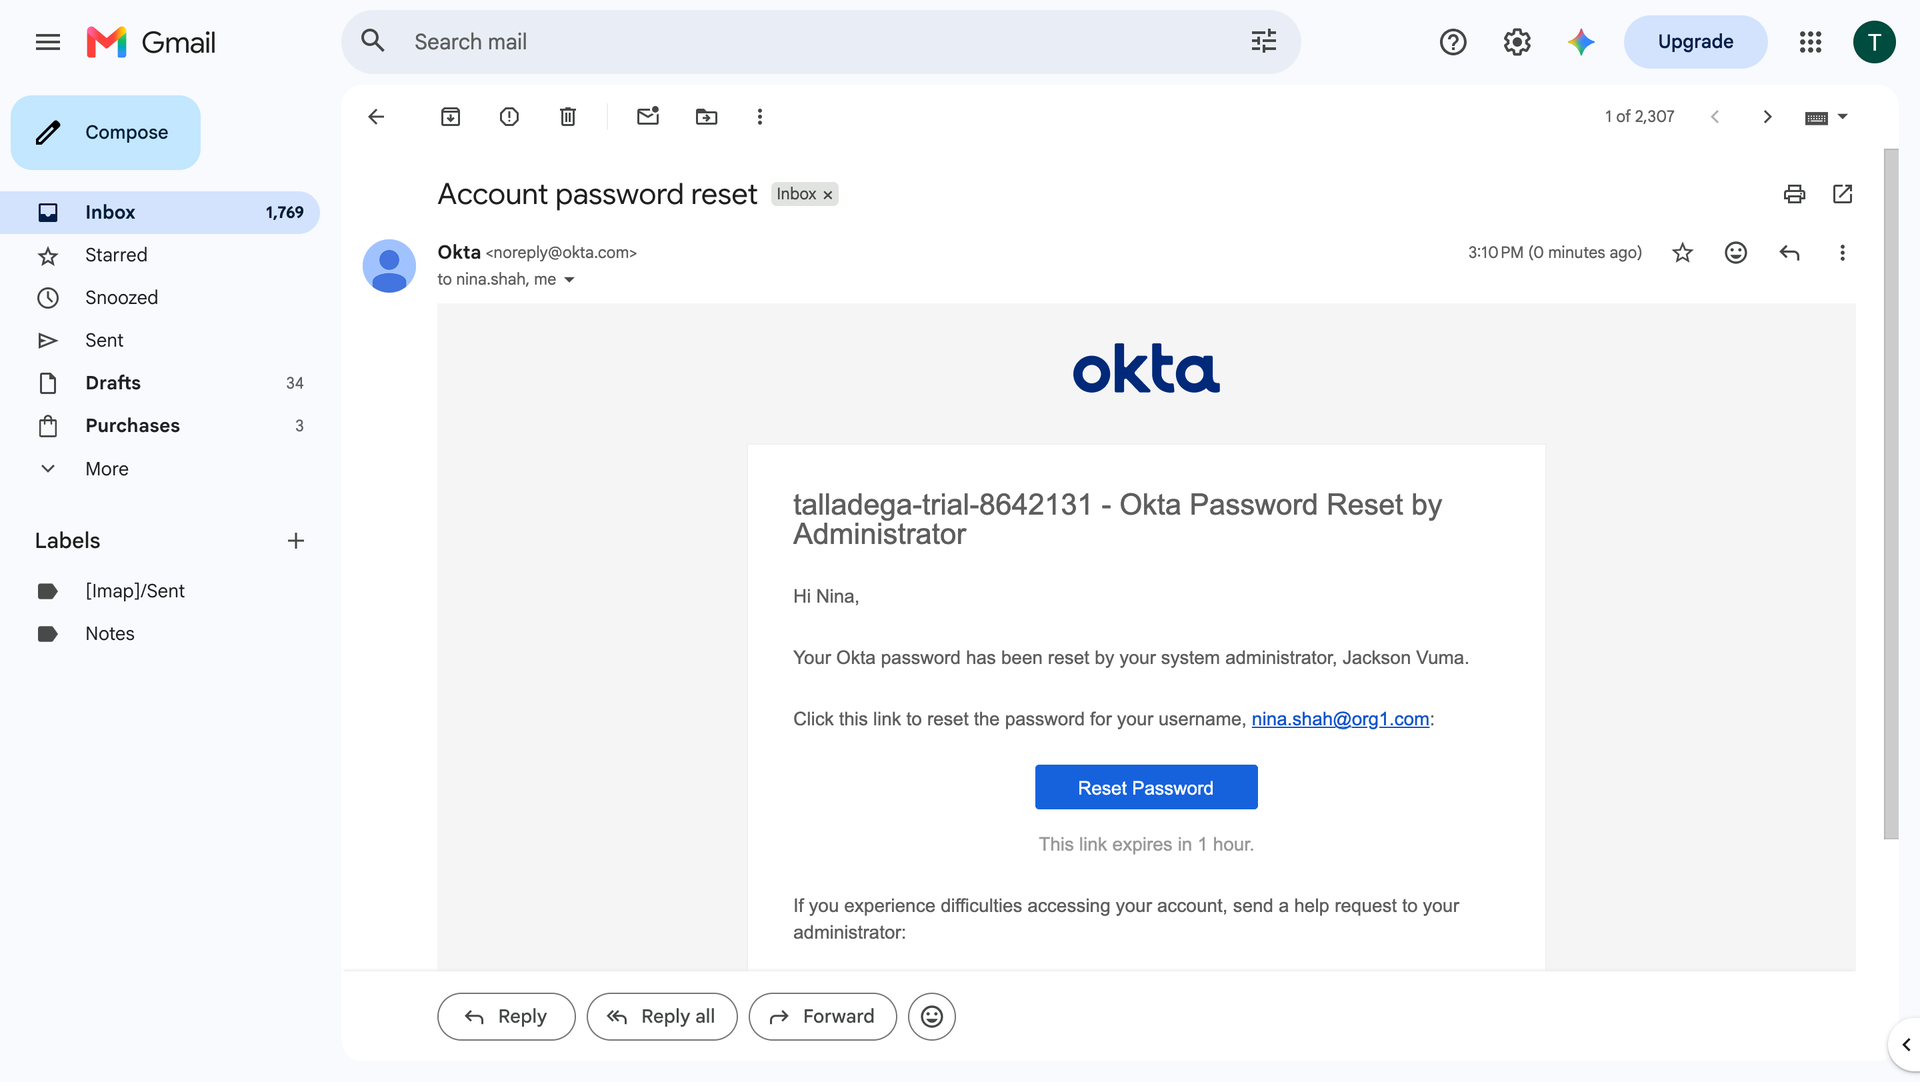 Gmail
Search mail
Upgrade
T
Compose
1 of 2,307
Inbox 1,769
Starred
Snoozed
Sent
Drafts 34
Purchases 3
More
Labels
[Imap]/Sent
Notes
Account password reset Inbox ×
Okta <noreply@okta.com> 3:10 PM (0 minutes ago)
to nina.shah, me
okta
talladega-trial-8642131 - Okta Password Reset by
Administrator
Hi Nina,
Your Okta password has been reset by your system administrator, Jackson Vuma.
Click this link to reset the password for your username, nina.shah@org1.com:
Reset Password
This link expires in 1 hour.
If you experience difficulties accessing your account, send a help request to your
administrator:
Reply Reply all Forward